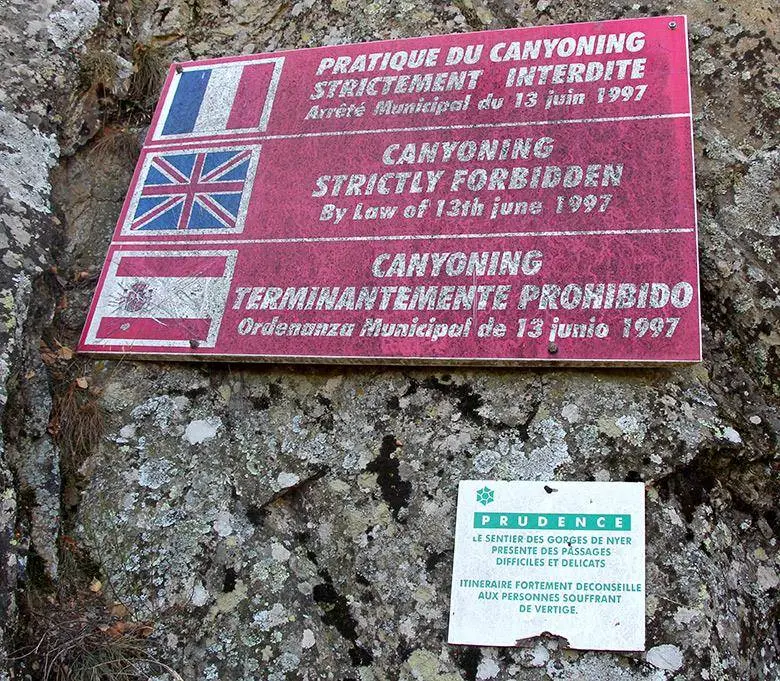 PRATIQUE DU CANYONING
STRICTEMENT INTERDITE
Arrêté Municipal du 13 juin 1997
CANYONING
STRICTLY FORBIDDEN
By Law of 13th june 1997
CANYONING
TERMINANTEMENTE PROHIBIDO
Ordenanza Municipal de 13 junio 1997
PRUDENCE
LE SENTIER DES GORGES DE NYER
PRESENTE DES PASSAGES
DIFFICILES ET DELICATS
ITINERAIRE FORTEMENT DECONSEILLE
AUX PERSONNES SOUFFRANT
DE VERTIGE.